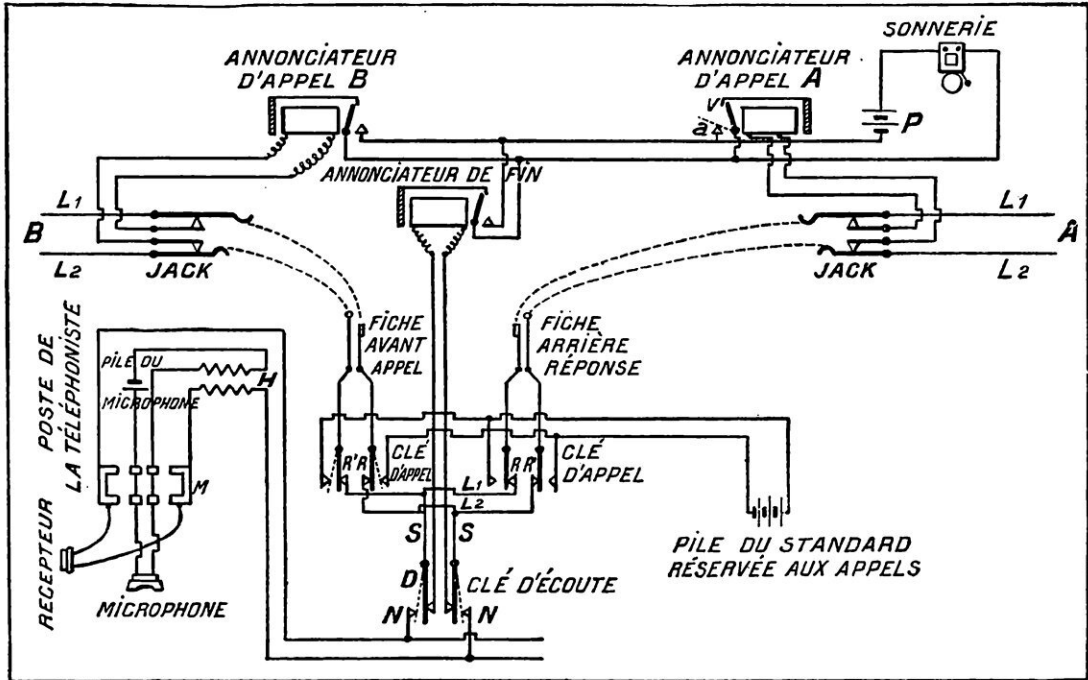 SONNERIE
ANNONCIATEUR
D'APPEL B
ANNONCIATEUR
D'APPEL A
V
a
P
ANNONCIATEUR DE FIN
L1
L1
B
A
L2
JACK
JACK
L2
POSTE DE
LA TÉLÉPHONISTE
PILE DU
MICROPHONE
H
FICHE
AVANT
APPEL
FICHE
ARRIÈRE
RÉPONSE
CLÉ
D'APPEL
CLÉ
D'APPEL
R'R
R R'
M
L1
L2
S
S
RÉCEPTEUR
MICROPHONE
D
CLÉ D'ÉCOUTE
N
N
PILE DU STANDARD
RÉSERVÉE AUX APPELS